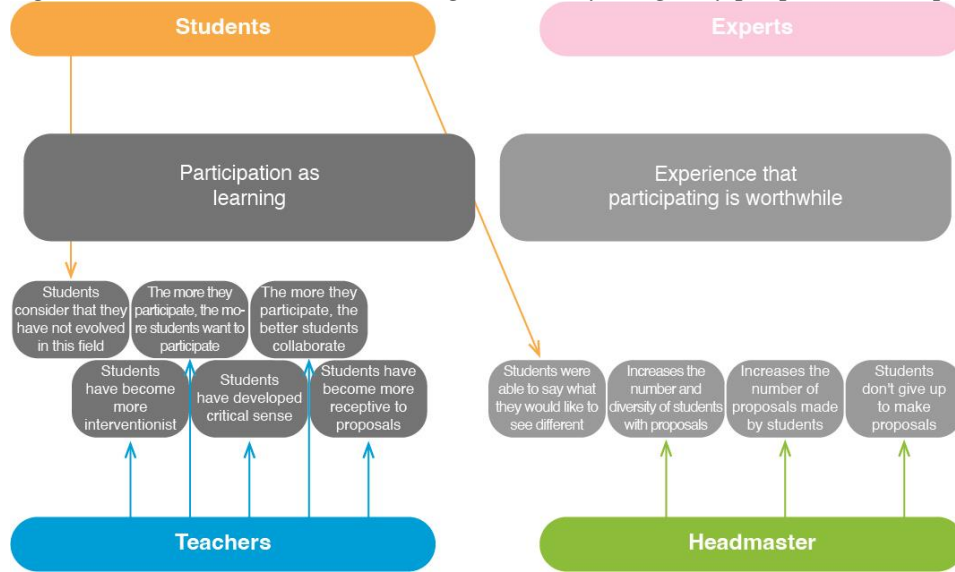 Students
Experts
Participation as
learning
Experience that
participating is worthwhile
Students
consider that they
have not evolved
in this field
The more they
participate, the mo-
re students want to
participate
The more they
participate, the
better students
collaborate
Students
have become
more
interventionist
Students
have developed
critical sense
Students have
become more
receptive to
proposals
Students were
able to say what
they would like to
see different
Increases the
number and
diversity of students
with proposals
Increases the
number of
proposals made
by students
Students
don't give up
to make
proposals
Teachers
Headmaster